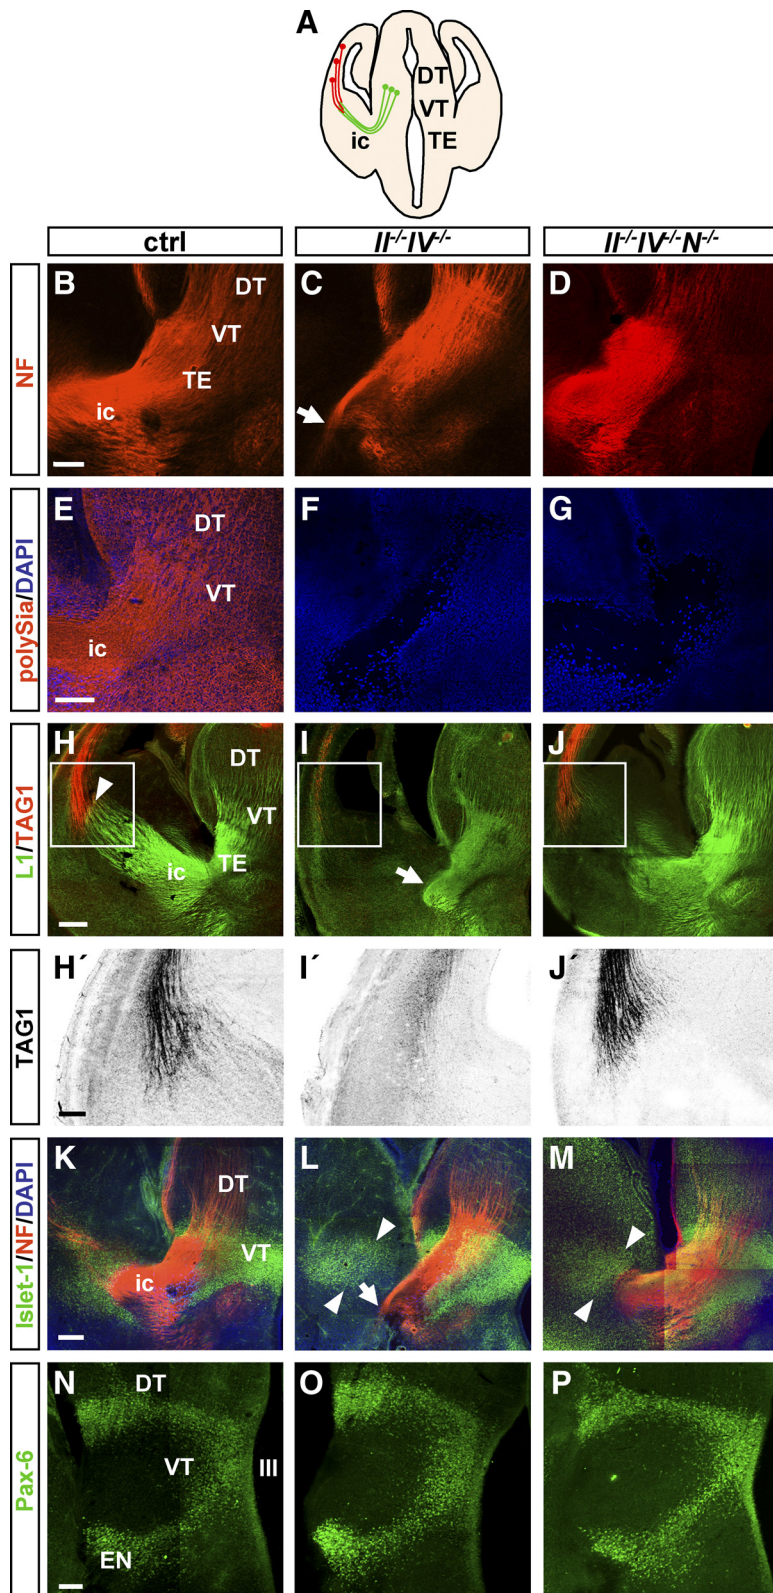 A
DT
VT
ic
TE
ctrl
II-/-IV-/-
II-/-IV-/-N-/-
NF
B
DT
VT
TE
ic
C
D
polySia/DAPI
E
DT
VT
ic
F
G
L1/TAG1
H
DT
VT
TE
ic
I
J
TAG1
H´
I´
J´
Islet-1/NF/DAPI
K
DT
VT
ic
L
M
Pax-6
N
DT
VT
III
EN
O
P